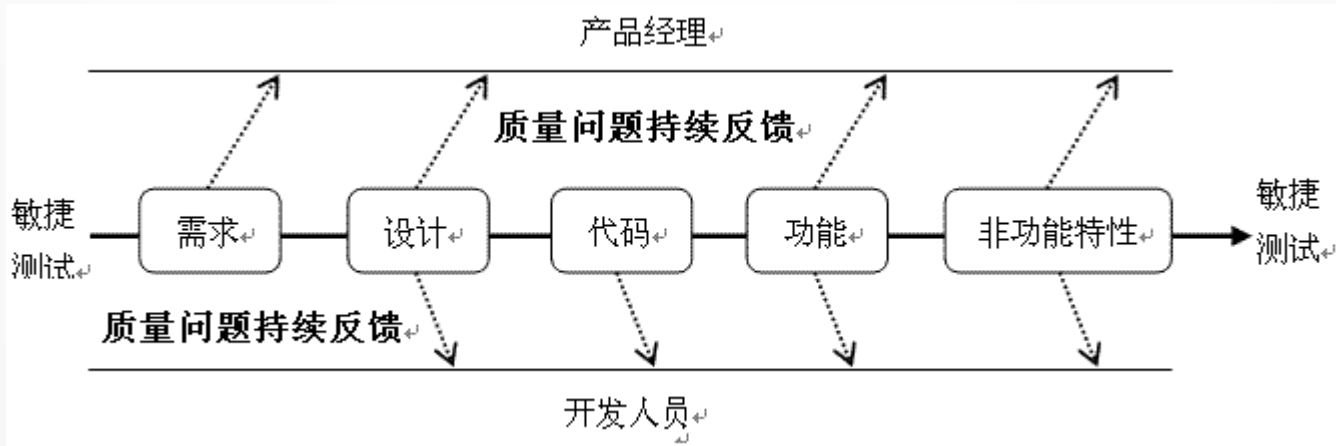 产品经理
质量问题持续反馈
敏捷
测试
需求
设计
代码
功能
非功能特性
敏捷
测试
质量问题持续反馈
开发人员